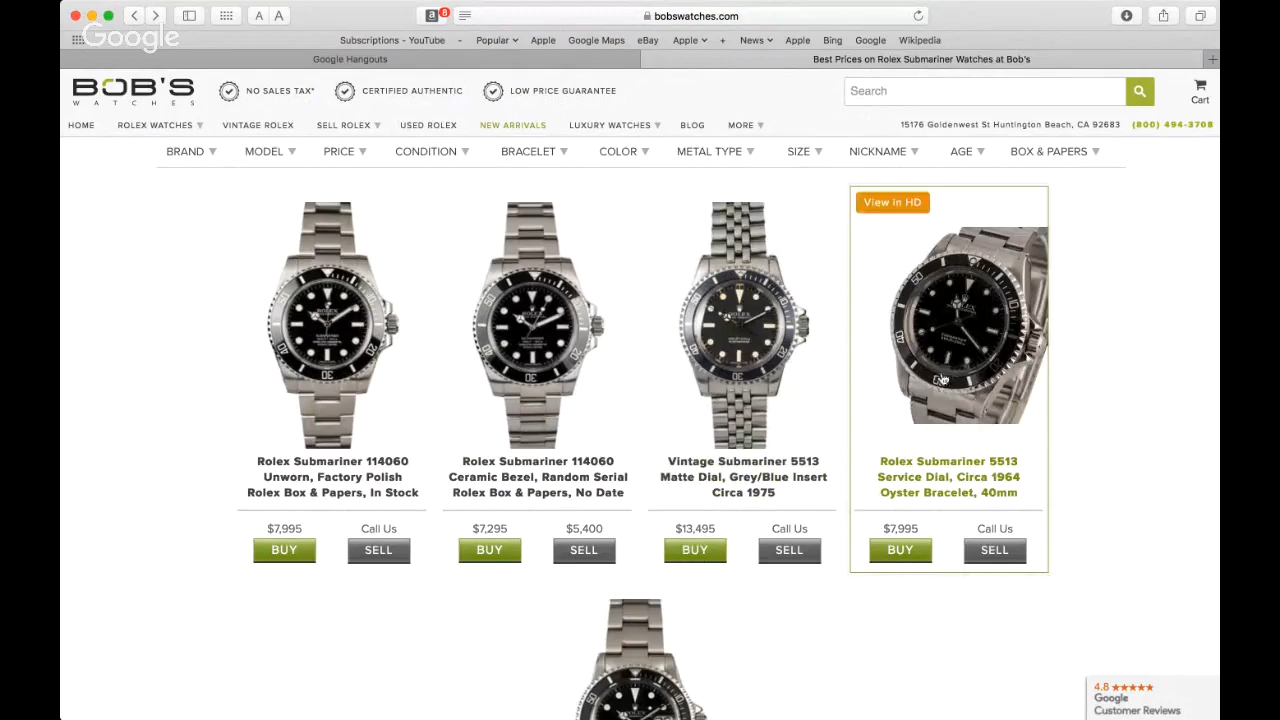 A A
a 8
bobswatches.com
Google
Subscriptions - YouTube - Popular Apple Google Maps eBay Apple + News Apple Bing Google Wikipedia
Google Hangouts
Best Prices on Rolex Submariner Watches at Bob's
BOB'S
WATCHES
NO SALES TAX*
CERTIFIED AUTHENTIC
LOW PRICE GUARANTEE
Search
Cart
HOME ROLEX WATCHES VINTAGE ROLEX SELL ROLEX USED ROLEX NEW ARRIVALS LUXURY WATCHES BLOG MORE
15176 Goldenwest St Huntington Beach, CA 92683 (800) 494-3708
BRAND MODEL PRICE CONDITION BRACELET COLOR METAL TYPE SIZE NICKNAME AGE BOX & PAPERS
View in HD
Rolex Submariner 114060
Unworn, Factory Polish
Rolex Box & Papers, In Stock
$7,995 Call Us
BUY SELL
Rolex Submariner 114060
Ceramic Bezel, Random Serial
Rolex Box & Papers, No Date
$7,295 $5,400
BUY SELL
Vintage Submariner 5513
Matte Dial, Grey/Blue Insert
Circa 1975
$13,495 Call Us
BUY SELL
Rolex Submariner 5513
Service Dial, Circa 1964
Oyster Bracelet, 40mm
$7,995 Call Us
BUY SELL
4.8
Google
Customer Reviews